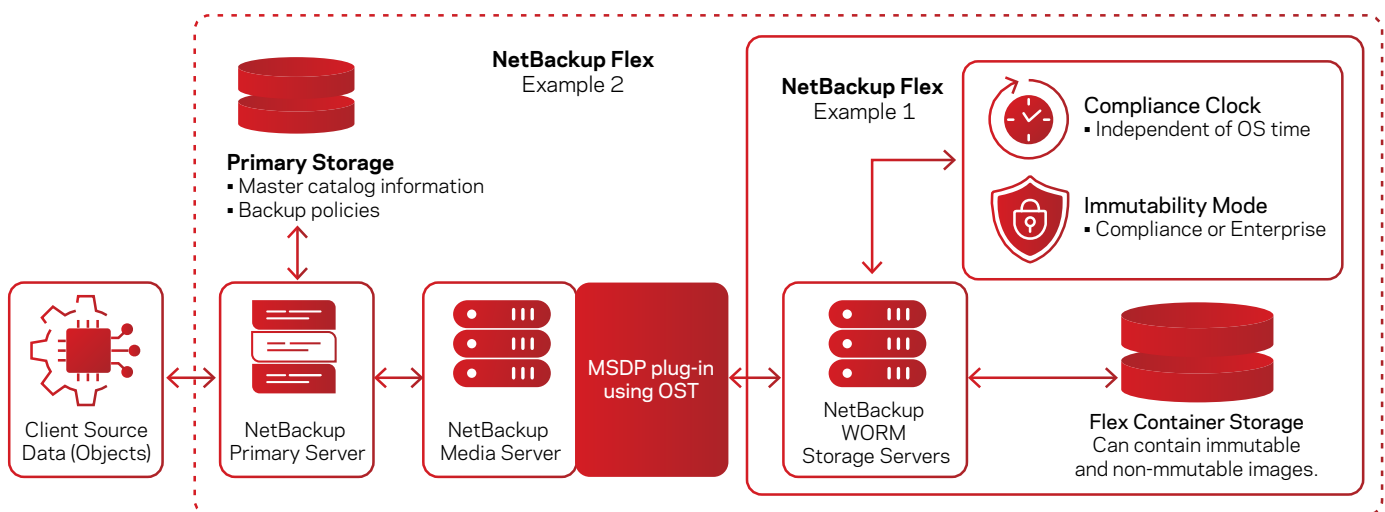 NetBackup Flex
Example 2
NetBackup Flex
Example 1
Compliance Clock
▪ Independent of OS time
Immutability Mode
▪ Compliance or Enterprise
Primary Storage
▪ Master catalog information
▪ Backup policies
Client Source
Data (Objects)
NetBackup
Primary Server
NetBackup
Media Server
MSDP plug-in
using OST
NetBackup
WORM
Storage Servers
Flex Container Storage
Can contain immutable
and non-mmutable images.